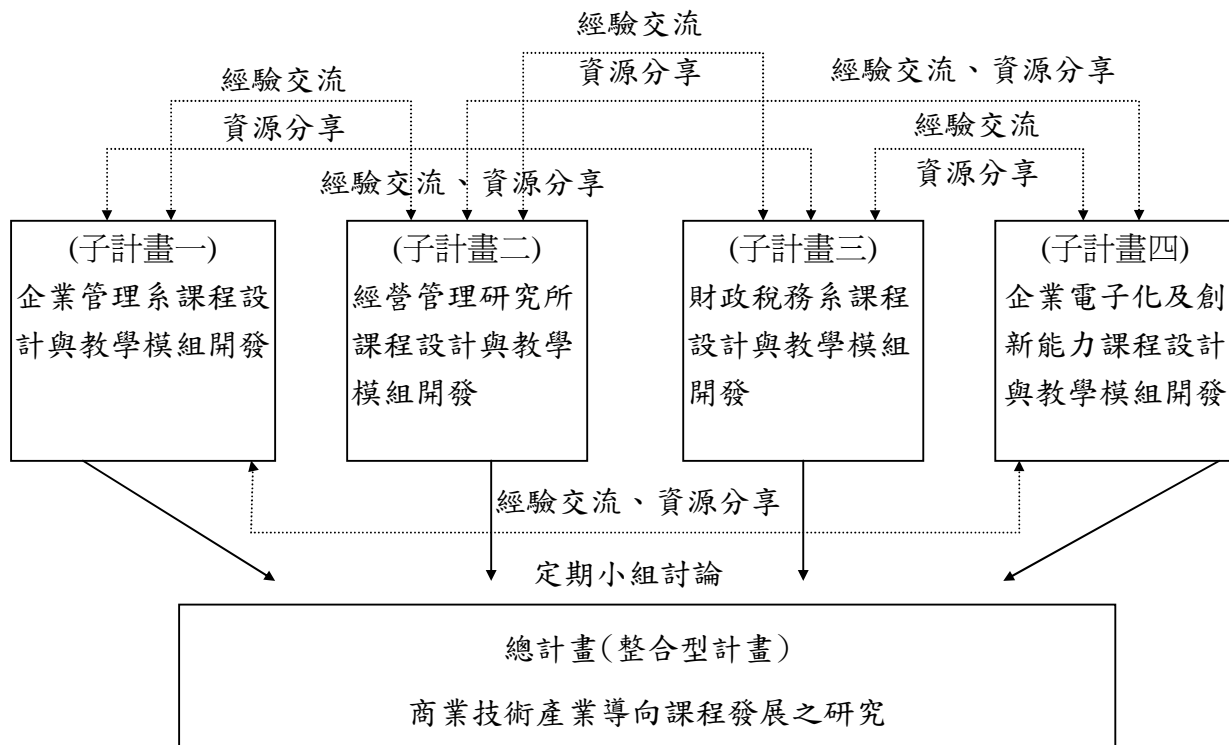 經驗交流
資源分享
經驗交流、資源分享
經驗交流
資源分享
經驗交流
資源分享
經驗交流、資源分享
(子計畫一)
企業管理系課程設
計與教學模組開發
(子計畫二)
經營管理研究所
課程設計與教學
模組開發
(子計畫三)
財政稅務系課程
設計與教學模組
開發
(子計畫四)
企業電子化及創
新能力課程設計
與教學模組開發
經驗交流、資源分享
定期小組討論
總計畫(整合型計畫)
商業技術產業導向課程發展之研究